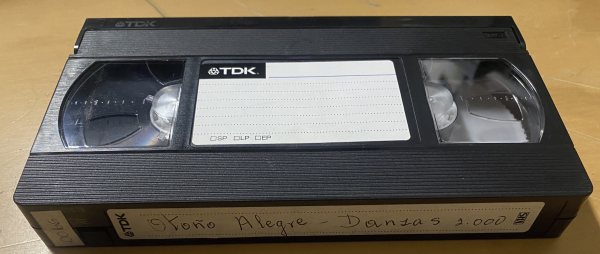 TDK
TDK
☐SP ☐LP ☐EP
TDK Otoño Alegre - Danzas 2.000 VHS